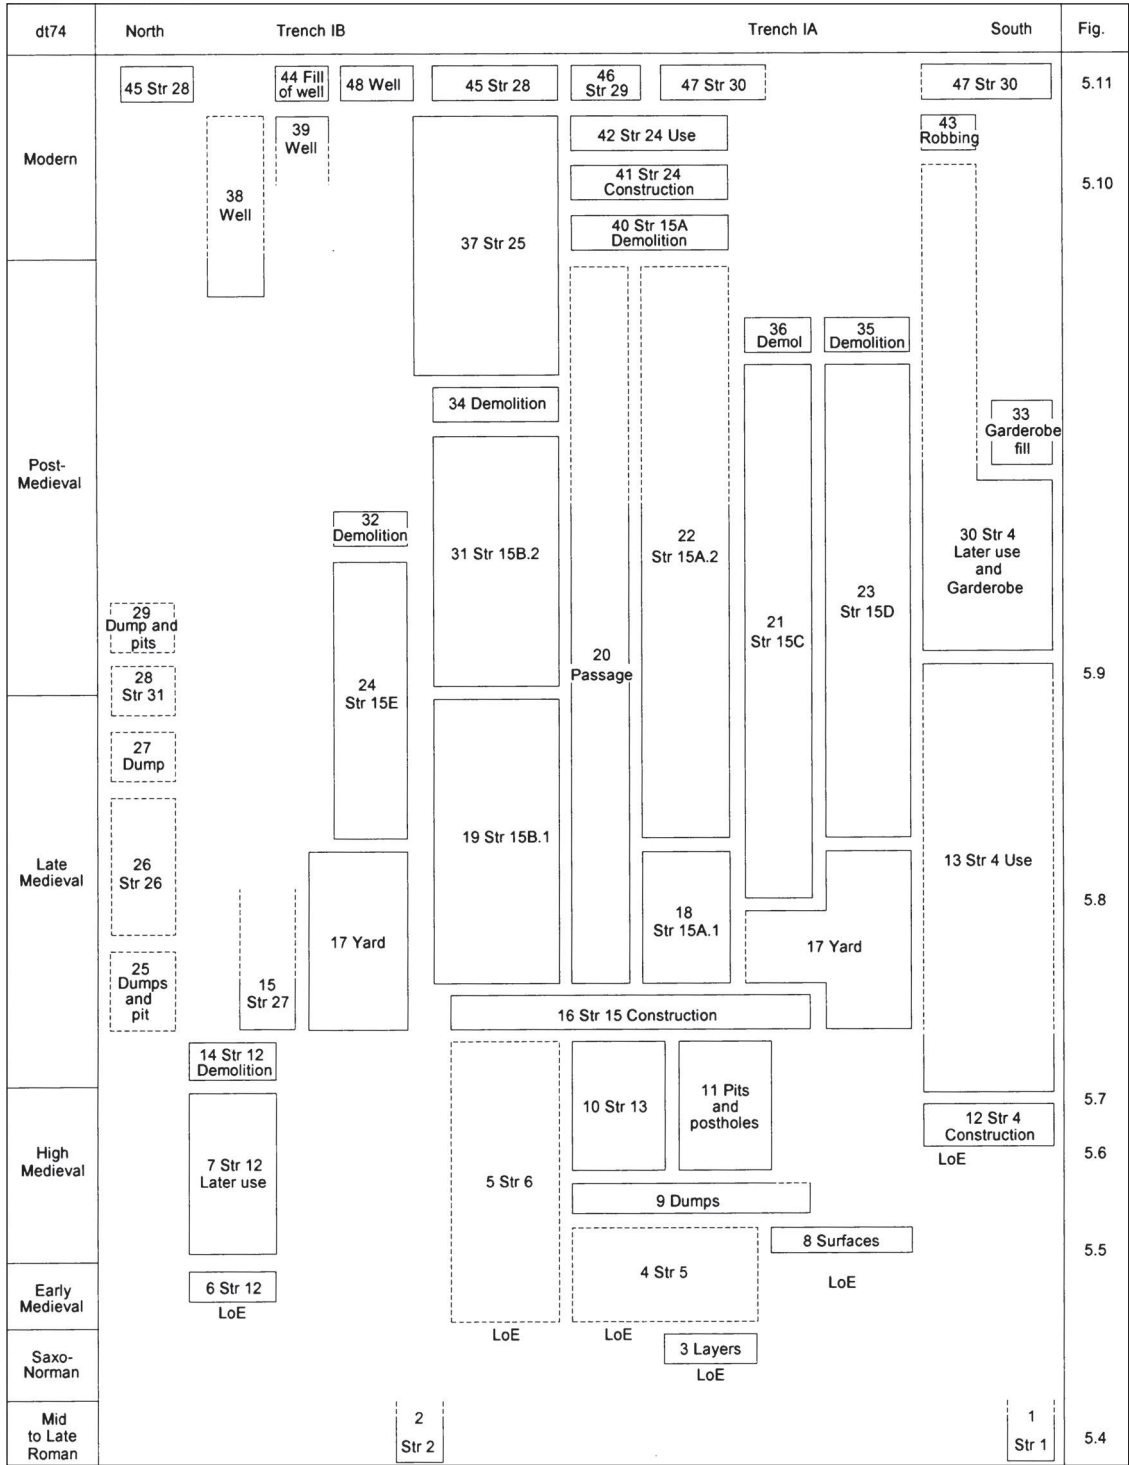 dt74
North
Trench IB
Trench IA
South
Fig.
45 Str 28
44 Fill
of well
48 Well
45 Str 28
46
Str 29
47 Str 30
47 Str 30
5.11
Modern
38
Well
39
Well
37 Str 25
42 Str 24 Use
41 Str 24
Construction
40 Str 15A
Demolition
43
Robbing
5.10
36
Demol
35
Demolition
34 Demolition
33
Garderobe
fill
Post-
Medieval
32
Demolition
31 Str 15B.2
22
Str 15A.2
30 Str 4
Later use
and
Garderobe
23
Str 15D
21
Str 15C
29
Dump and
pits
20
Passage
28
Str 31
24
Str 15E
5.9
27
Dump
Late
Medieval
26
Str 26
19 Str 15B.1
13 Str 4 Use
18
Str 15A.1
5.8
17 Yard
17 Yard
25
Dumps
and
pit
15
Str 27
16 Str 15 Construction
14 Str 12
Demolition
10 Str 13
11 Pits
and
postholes
12 Str 4
Construction
LoE
5.7
5.6
High
Medieval
7 Str 12
Later use
5 Str 6
9 Dumps
8 Surfaces
LoE
5.5
Early
Medieval
6 Str 12
LoE
4 Str 5
LoE
LoE
Saxo-
Norman
3 Layers
LoE
Mid
to Late
Roman
2
Str 2
1
Str 1
5.4